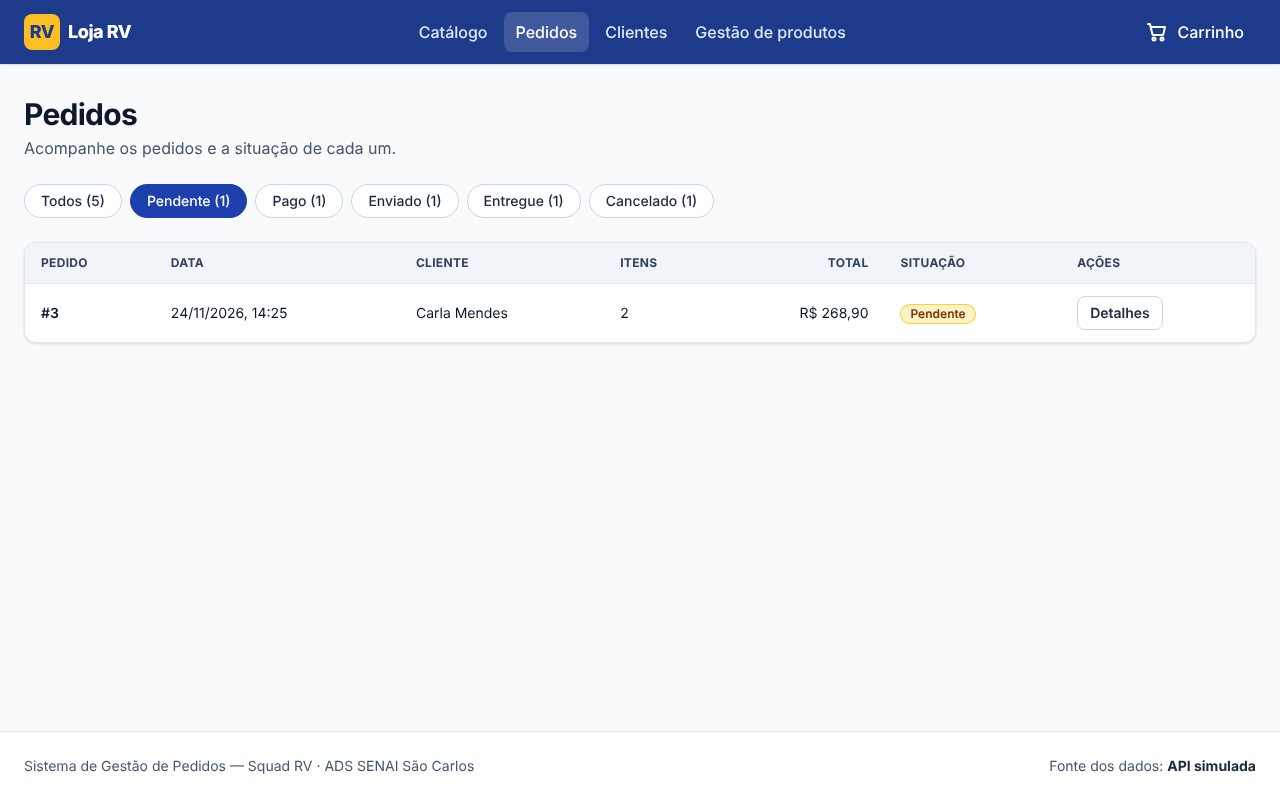 RV Loja RV Catálogo Pedidos Clientes Gestão de produtos Carrinho
Pedidos
Acompanhe os pedidos e a situação de cada um.
Todos (5) Pendente (1) Pago (1) Enviado (1) Entregue (1) Cancelado (1)
PEDIDO DATA CLIENTE ITENS TOTAL SITUAÇÃO AÇÕES
#3 24/11/2026, 14:25 Carla Mendes 2 R$ 268,90 Pendente Detalhes
Sistema de Gestão de Pedidos — Squad RV · ADS SENAI São Carlos Fonte dos dados: API simulada